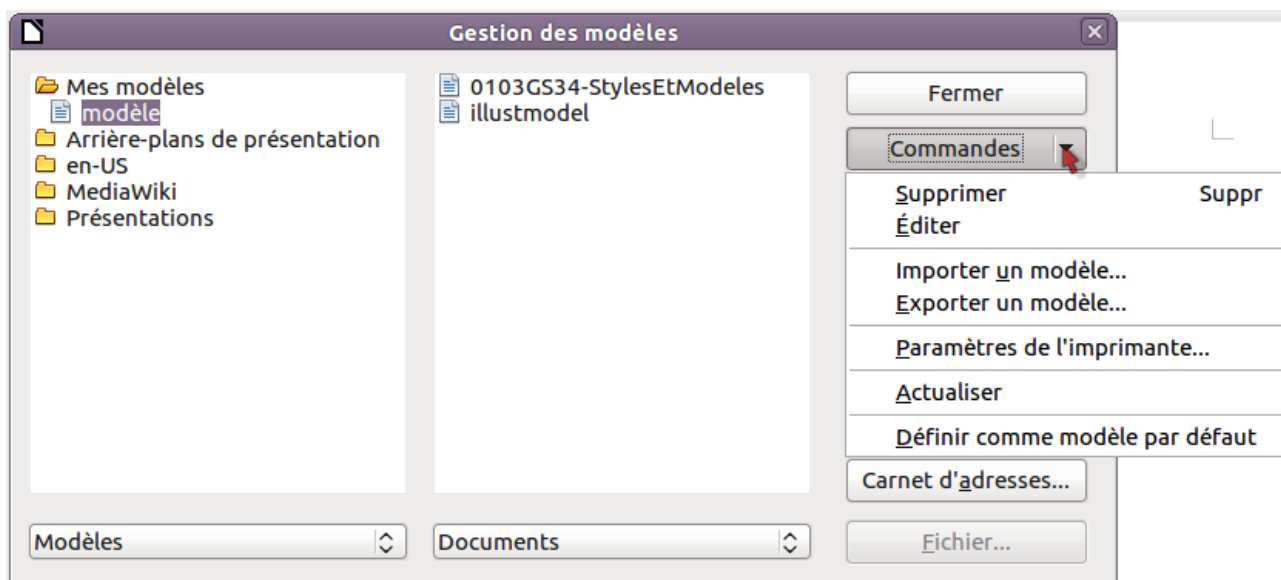 Gestion des modèles
Mes modèles
modèle
Arrière-plans de présentation
en-US
MediaWiki
Présentations
0103GS34-StylesEtModeles
illustmodel
Fermer
Commandes
Supprimer Suppr
Éditer
Importer un modèle...
Exporter un modèle...
Paramètres de l'imprimante...
Actualiser
Définir comme modèle par défaut
Carnet d'adresses...
Modèles
Documents
Fichier...